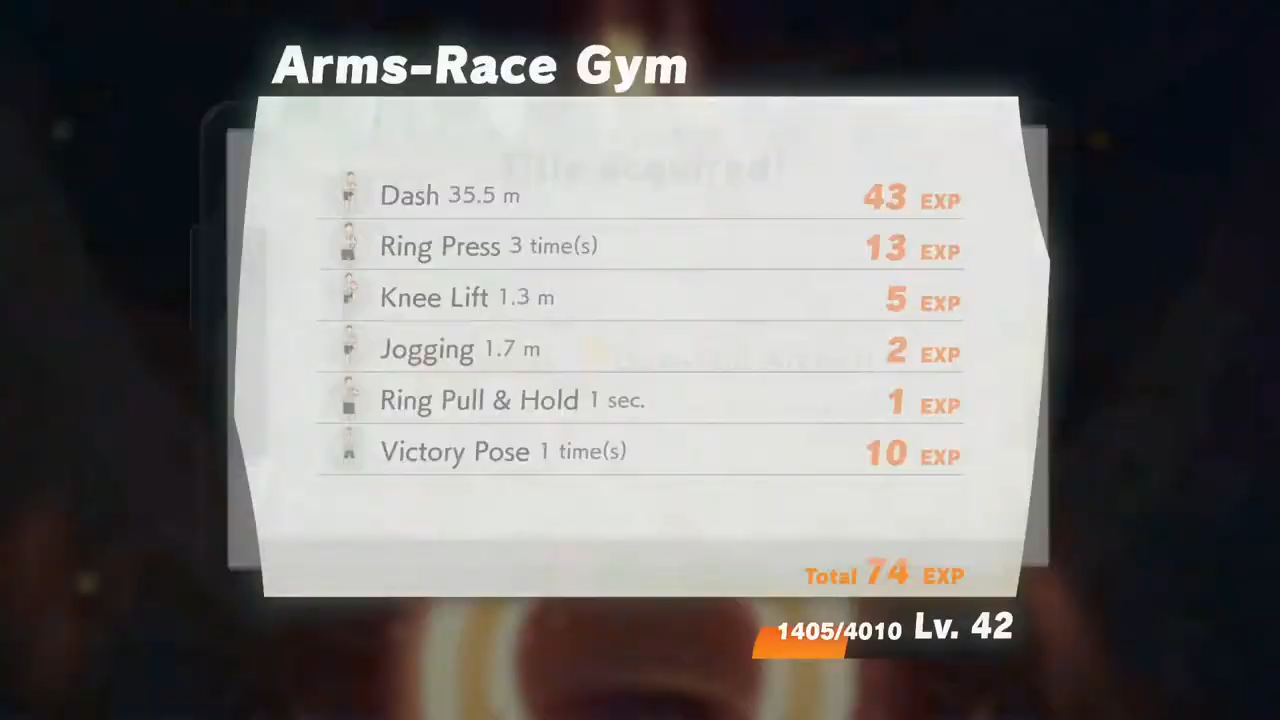 Arms-Race Gym
Title acquired!
Dash 35.5 m 43 EXP
Ring Press 3 time(s) 13 EXP
Knee Lift 1.3 m 5 EXP
Jogging 1.7 m 2 EXP
Ring Pull & Hold 1 sec. 1 EXP
Victory Pose 1 time(s) 10 EXP
Total 74 EXP
1405/4010 Lv. 42